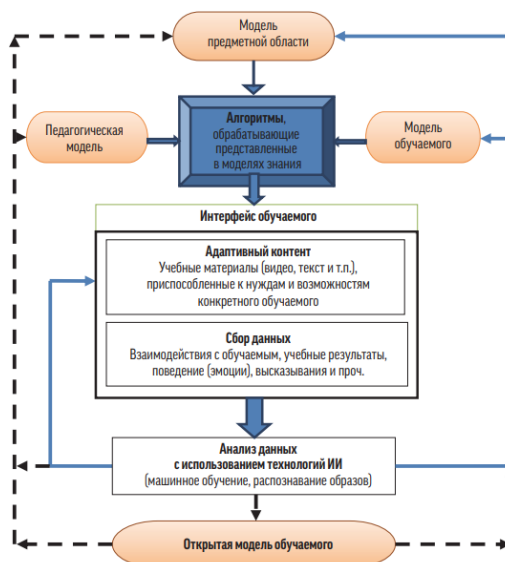 Модель
предметной области
Педагогическая
модель
Алгоритмы,
обрабатывающие
представленные
в моделях знания
Модель
обучаемого
Интерфейс обучаемого
Адаптивный контент
Учебные материалы (видео, текст и т.п.),
приспособленные к нуждам и возможностям
конкретного обучаемого
Сбор данных
Взаимодействия с обучаемым, учебные результаты,
поведение (эмоции), высказывания и проч.
Анализ данных
с использованием технологий ИИ
(машинное обучение, распознавание образов)
Открытая модель обучаемого